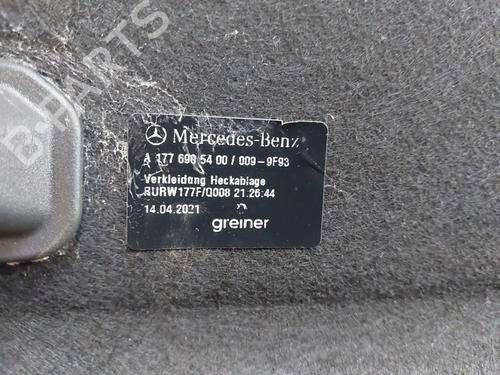 B-PARTS
Mercedes-Benz
A 177 690 54 00 / 009-9F93
Verkleidung Heckablage
RURW177F/Q008 21:26:44
14.04.2021
greiner